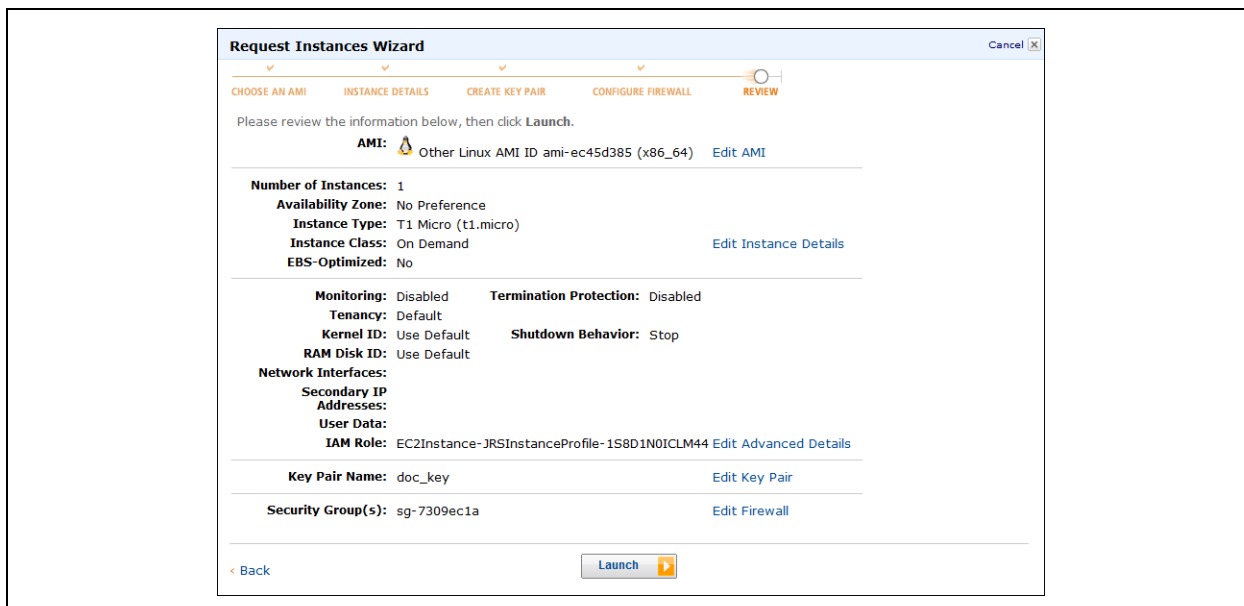 Request Instances Wizard
Cancel
CHOOSE AN AMI INSTANCE DETAILS CREATE KEY PAIR CONFIGURE FIREWALL REVIEW
Please review the information below, then click Launch.
AMI: Other Linux AMI ID ami-ec45d385 (x86_64) Edit AMI
Number of Instances: 1
Availability Zone: No Preference
Instance Type: T1 Micro (t1.micro)
Instance Class: On Demand Edit Instance Details
EBS-Optimized: No
Monitoring: Disabled Termination Protection: Disabled
Tenancy: Default
Kernel ID: Use Default Shutdown Behavior: Stop
RAM Disk ID: Use Default
Network Interfaces:
Secondary IP
Addresses:
User Data:
IAM Role: EC2Instance-JRSInstanceProfile-1S8D1N0ICLM44 Edit Advanced Details
Key Pair Name: doc_key Edit Key Pair
Security Group(s): sg-7309ec1a Edit Firewall
< Back Launch